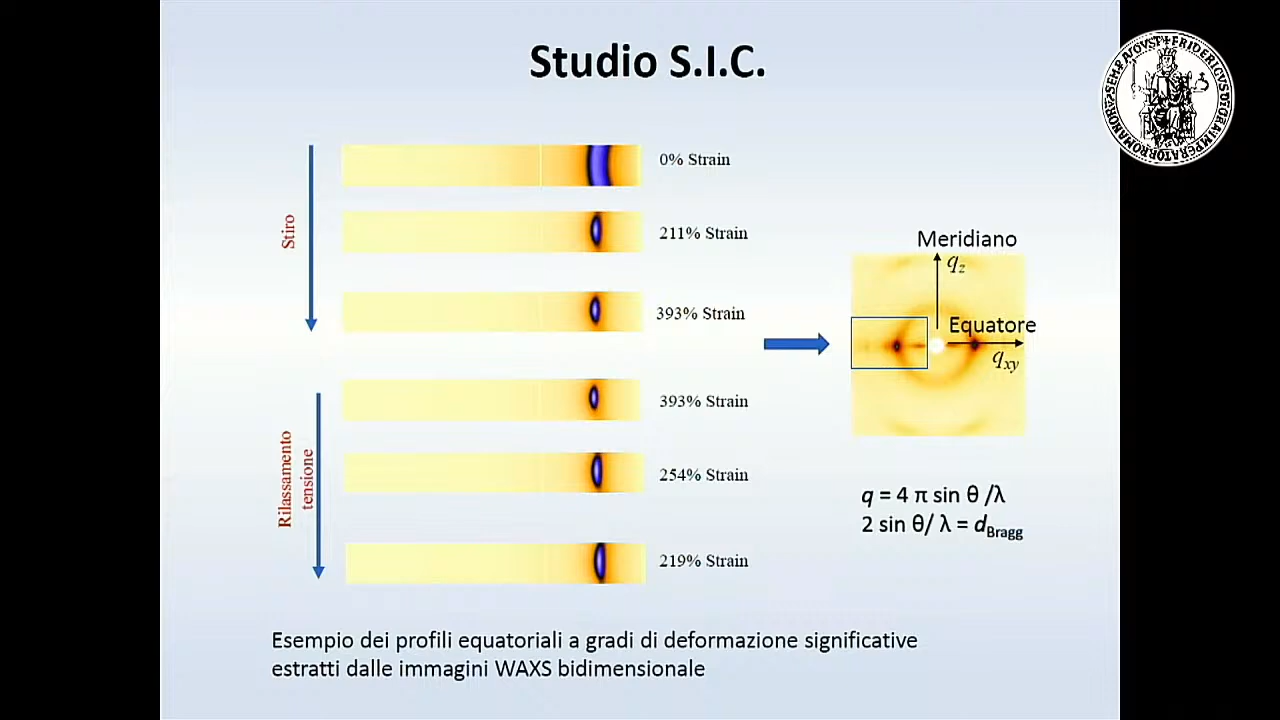 Studio S.I.C.
Stiro
0% Strain
211% Strain
393% Strain
Rilassamento
tensione
393% Strain
254% Strain
219% Strain
Meridiano
qz
Equatore
qxy
q = 4 π sin θ /λ
2 sin θ/ λ = dBragg
Esempio dei profili equatoriali a gradi di deformazione significative
estratti dalle immagini WAXS bidimensionale